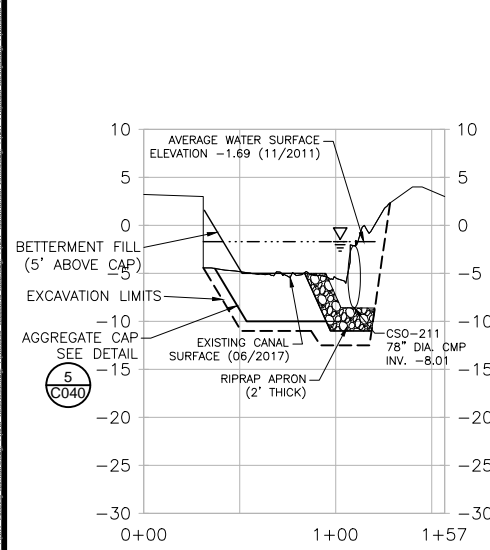 10
10
AVERAGE WATER SURFACE
ELEVATION -1.69 (11/2011)
5
5
0
0
BETTERMENT FILL
(5' ABOVE CAP)
-5
-5
EXCAVATION LIMITS
-10
-10
AGGREGATE CAP
SEE DETAIL
5
C040
EXISTING CANAL
SURFACE (06/2017)
CSO-211
78" DIA. CMP
INV. -8.01
-15
-15
RIPRAP APRON
(2' THICK)
-20
-20
-25
-25
-30
-30
0+00
1+00
1+57